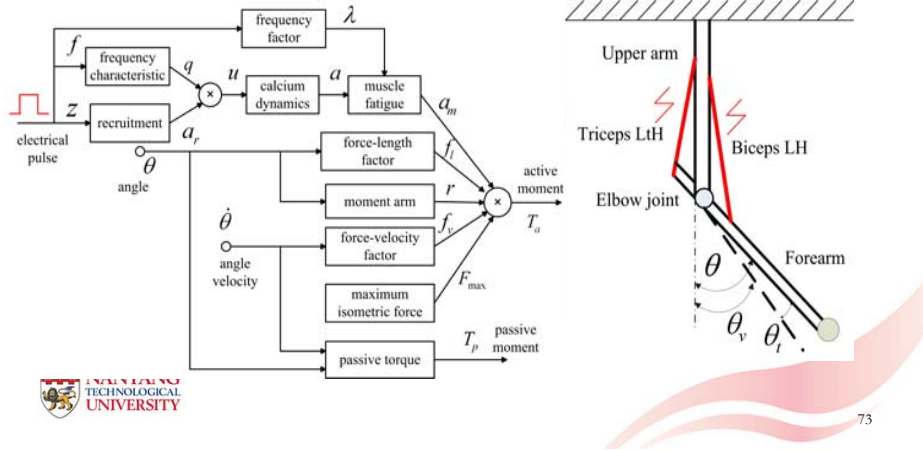 frequency
factor
λ
f
frequency
characteristic
q
×
u
calcium
dynamics
a
muscle
fatigue
a_m
z
recruitment
a_r
electrical
pulse
θ
angle
force-length
factor
f_l
moment arm
r
×
active
moment
T_a
θ̇
angle
velocity
force-velocity
factor
f_v
maximum
isometric force
F_max
passive torque
T_p
passive
moment
Upper arm
Triceps LtH
Biceps LH
Elbow joint
Forearm
θ
θ_v
θ_t
NANYANG
TECHNOLOGICAL
UNIVERSITY
73